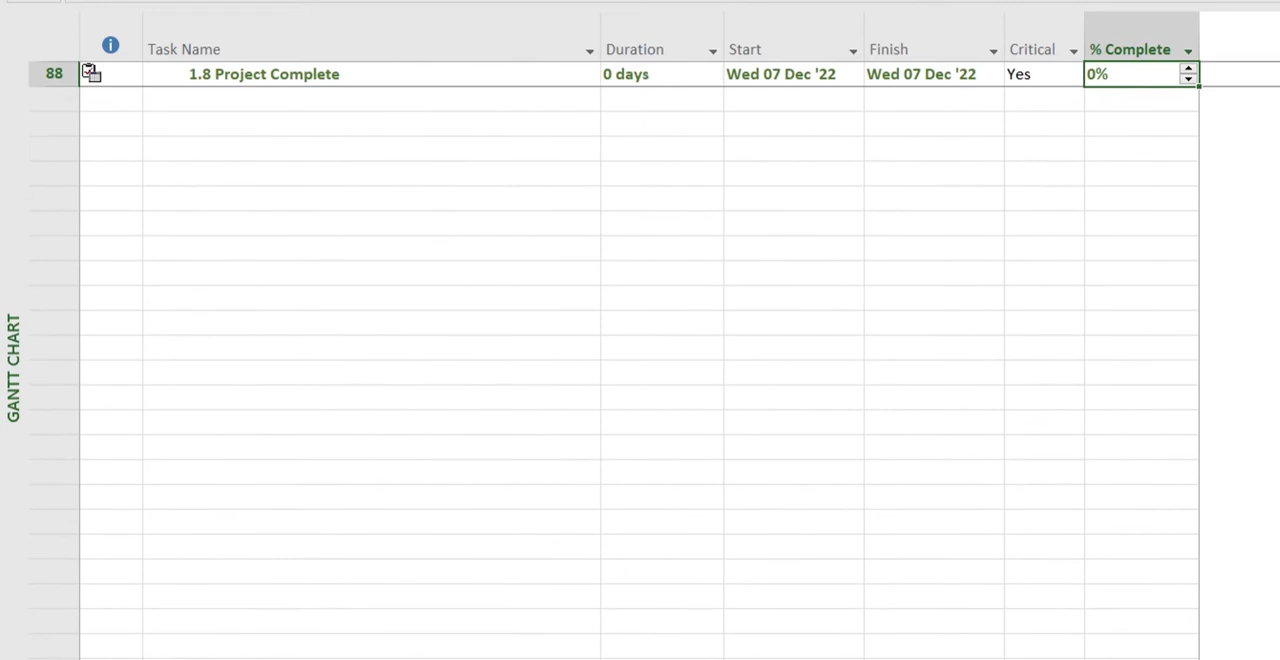 Task Name Duration Start Finish Critical % Complete
88 1.8 Project Complete 0 days Wed 07 Dec '22 Wed 07 Dec '22 Yes 0%
GANTT CHART